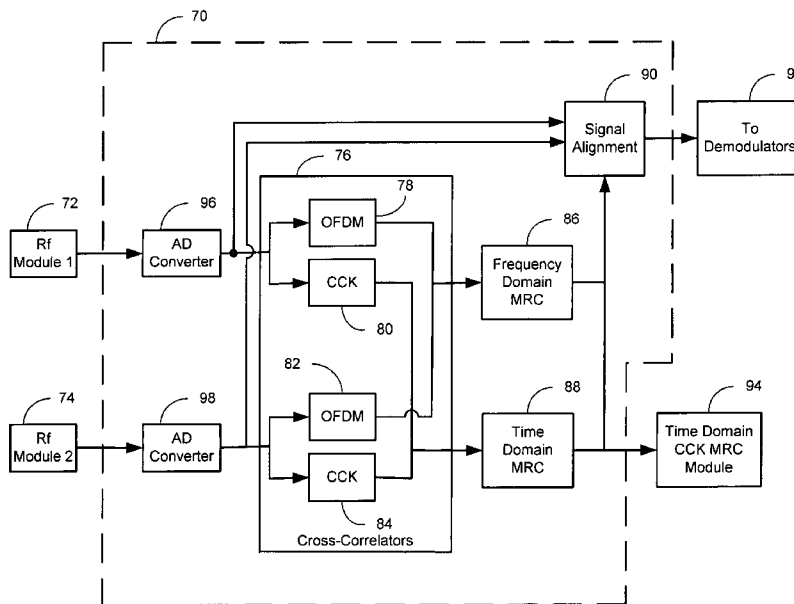 70
90
9
Signal
Alignment
To
Demodulators
76
78
72
96
OFDM
86
Rf
Module 1
AD
Converter
Frequency
Domain
MRC
CCK
80
82
74
98
88
94
OFDM
Rf
Module 2
AD
Converter
Time
Domain
MRC
Time Domain
CCK MRC
Module
CCK
84
Cross-Correlators